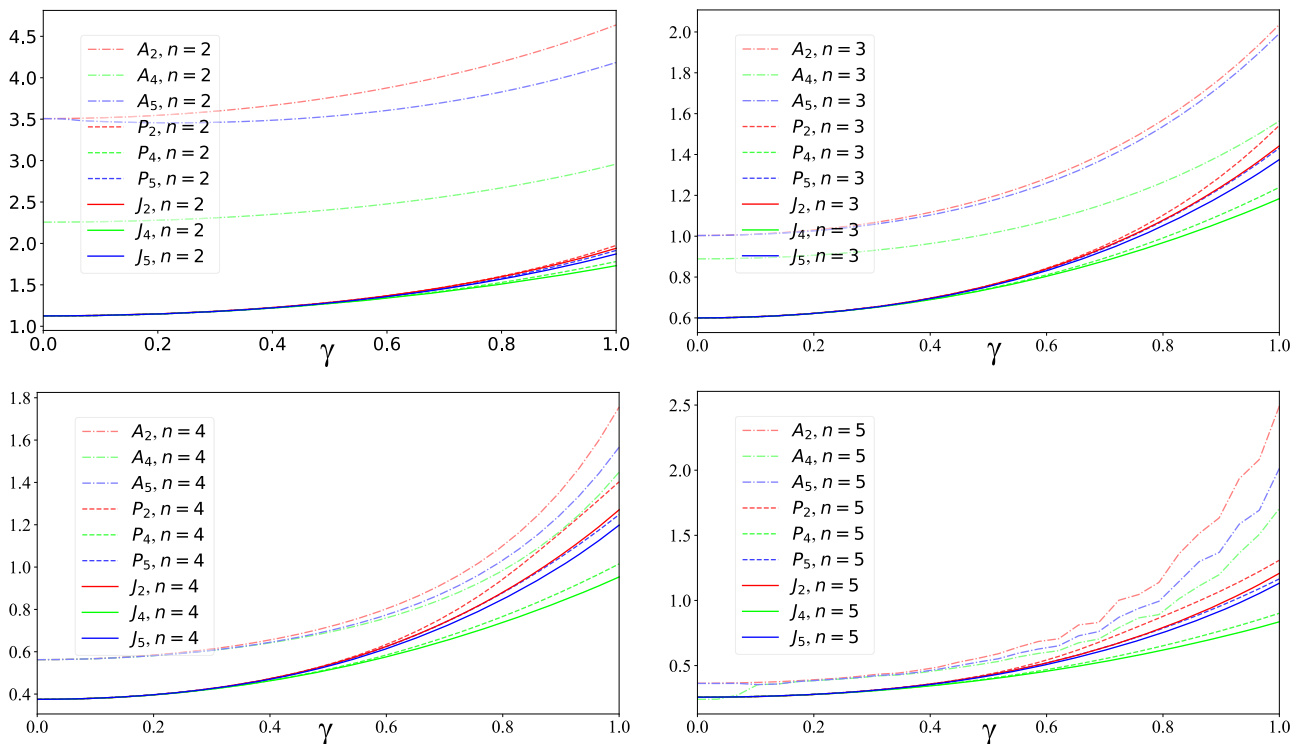 4.5
4.0
3.5
3.0
2.5
2.0
1.5
1.0
A₂, n = 2
A₄, n = 2
A₅, n = 2
P₂, n = 2
P₄, n = 2
P₅, n = 2
J₂, n = 2
J₄, n = 2
J₅, n = 2
0.0 0.2 0.4 0.6 0.8 1.0
γ
2.0
1.8
1.6
1.4
1.2
1.0
0.8
0.6
A₂, n = 3
A₄, n = 3
A₅, n = 3
P₂, n = 3
P₄, n = 3
P₅, n = 3
J₂, n = 3
J₄, n = 3
J₅, n = 3
0.0 0.2 0.4 0.6 0.8 1.0
γ
1.8
1.6
1.4
1.2
1.0
0.8
0.6
0.4
A₂, n = 4
A₄, n = 4
A₅, n = 4
P₂, n = 4
P₄, n = 4
P₅, n = 4
J₂, n = 4
J₄, n = 4
J₅, n = 4
0.0 0.2 0.4 0.6 0.8 1.0
γ
2.5
2.0
1.5
1.0
0.5
A₂, n = 5
A₄, n = 5
A₅, n = 5
P₂, n = 5
P₄, n = 5
P₅, n = 5
J₂, n = 5
J₄, n = 5
J₅, n = 5
0.0 0.2 0.4 0.6 0.8 1.0
γ